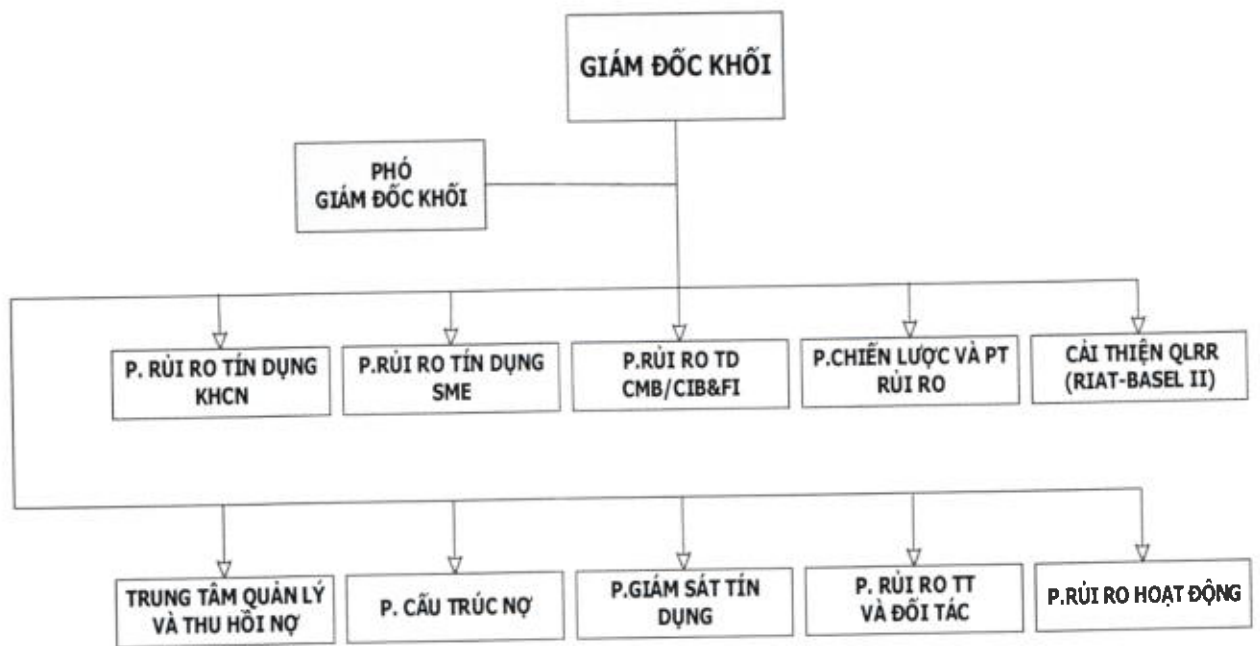 GIÁM ĐỐC KHỐI
PHÓ
GIÁM ĐỐC KHỐI
P. RỦI RO TÍN DỤNG
KHCN
P.RỦI RO TÍN DỤNG
SME
P.RỦI RO TD
CMB/CIB&FI
P.CHIẾN LƯỢC VÀ PT
RỦI RO
CẢI THIỆN QLRR
(RIAT-BASEL II)
TRUNG TÂM QUẢN LÝ
VÀ THU HỒI NỢ
P. CẤU TRÚC NỢ
P.GIÁM SÁT TÍN
DỤNG
P. RỦI RO TT
VÀ ĐỐI TÁC
P.RỦI RO HOẠT ĐỘNG